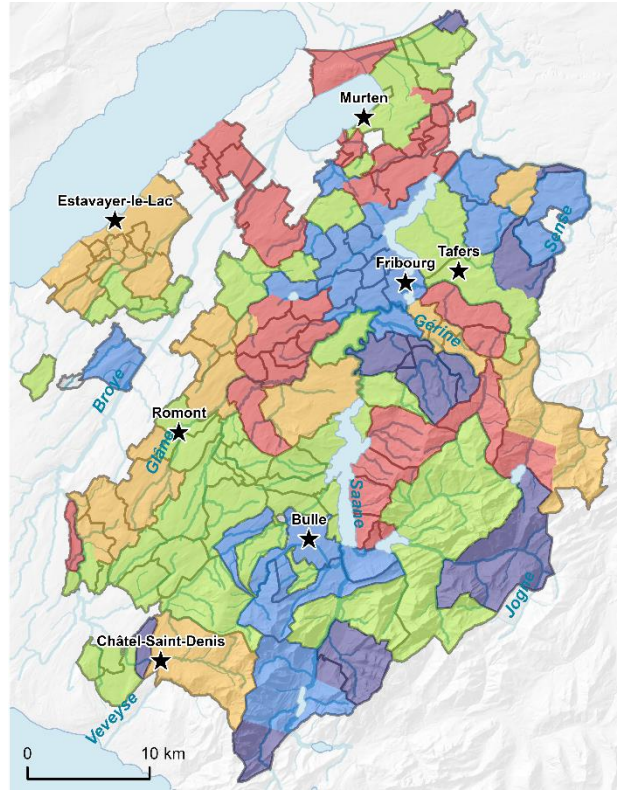 Murten
Estavayer-le-Lac
Sense
Tafers
Fribourg
Gérine
Broye
Romont
Glâne
Saane
Bulle
Jogne
Châtel-Saint-Denis
Veveyse
0 10 km